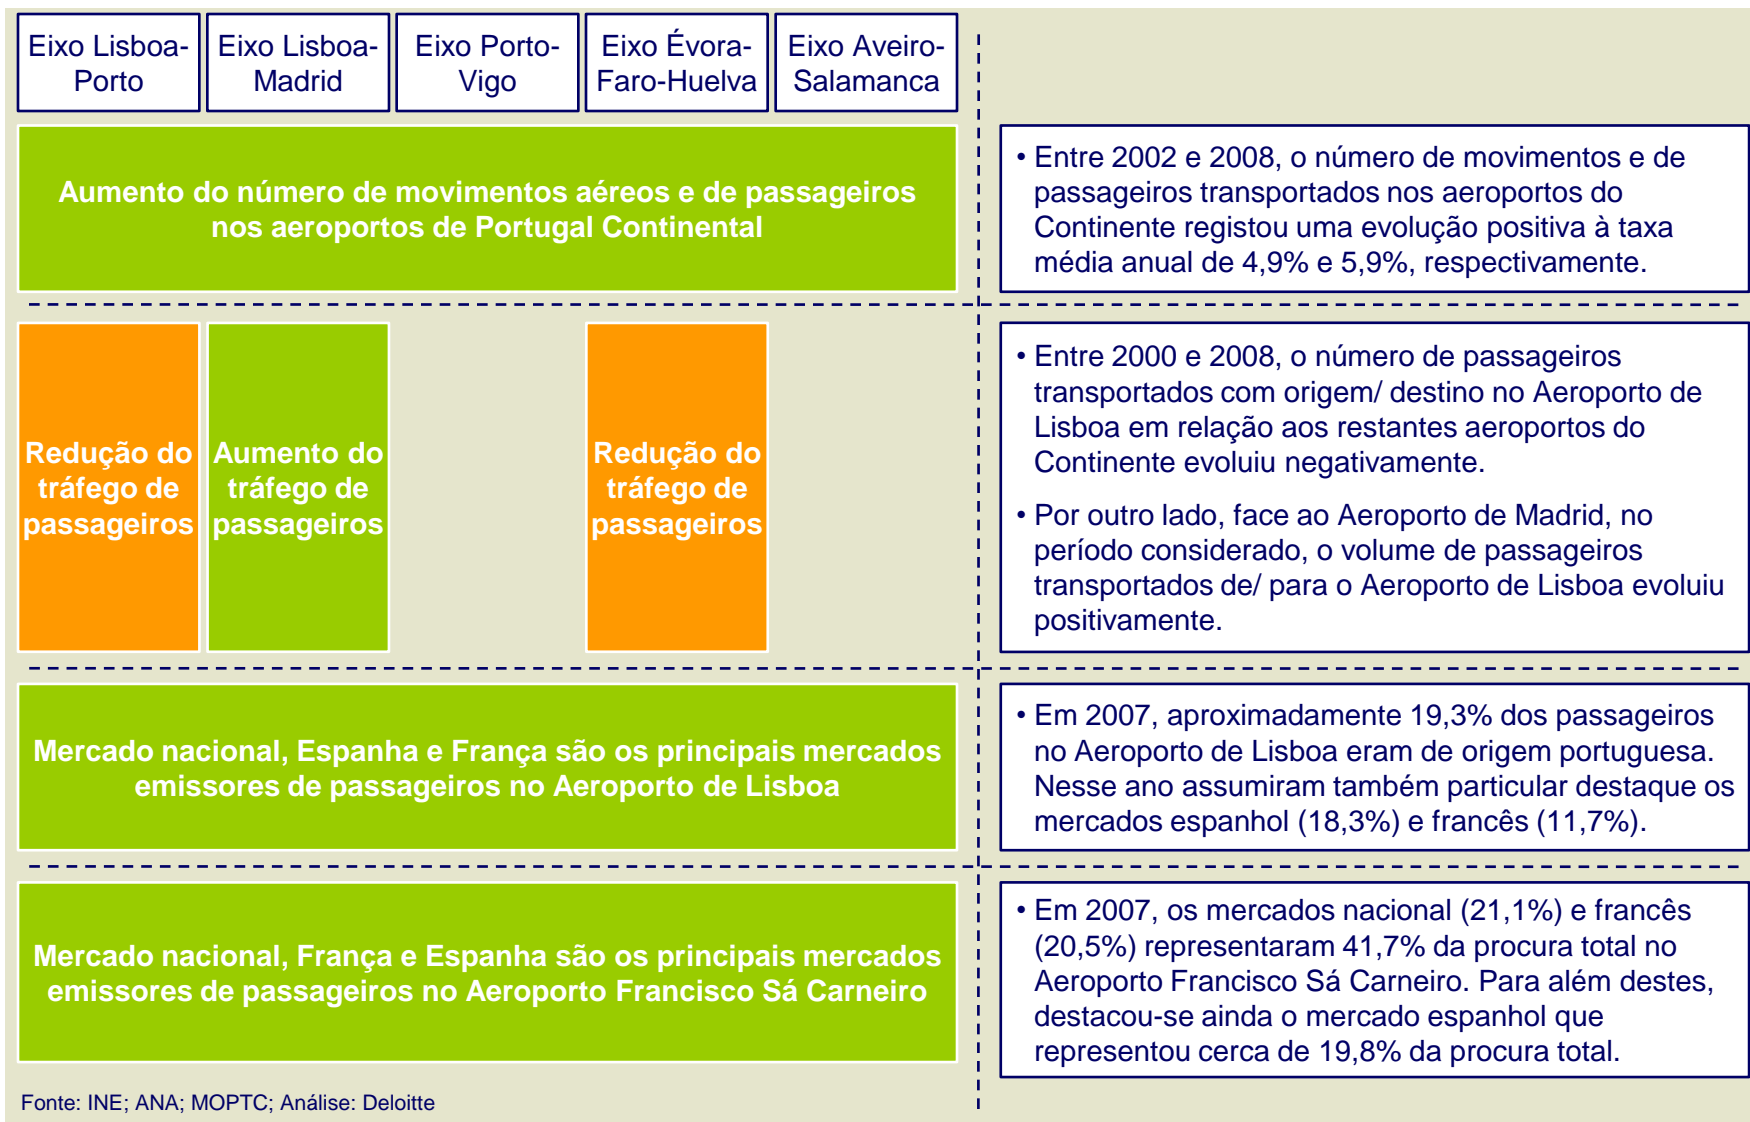 Eixo Lisboa-
Porto
Eixo Lisboa-
Madrid
Eixo Porto-
Vigo
Eixo Évora-
Faro-Huelva
Eixo Aveiro-
Salamanca
Aumento do número de movimentos aéreos e de passageiros
nos aeroportos de Portugal Continental
• Entre 2002 e 2008, o número de movimentos e de
passageiros transportados nos aeroportos do
Continente registou uma evolução positiva à taxa
média anual de 4,9% e 5,9%, respectivamente.
Redução do
tráfego de
passageiros
Aumento do
tráfego de
passageiros
Redução do
tráfego de
passageiros
• Entre 2000 e 2008, o número de passageiros
transportados com origem/ destino no Aeroporto de
Lisboa em relação aos restantes aeroportos do
Continente evoluiu negativamente.
• Por outro lado, face ao Aeroporto de Madrid, no
período considerado, o volume de passageiros
transportados de/ para o Aeroporto de Lisboa evoluiu
positivamente.
Mercado nacional, Espanha e França são os principais mercados
emissores de passageiros no Aeroporto de Lisboa
• Em 2007, aproximadamente 19,3% dos passageiros
no Aeroporto de Lisboa eram de origem portuguesa.
Nesse ano assumiram também particular destaque os
mercados espanhol (18,3%) e francês (11,7%).
Mercado nacional, França e Espanha são os principais mercados
emissores de passageiros no Aeroporto Francisco Sá Carneiro
• Em 2007, os mercados nacional (21,1%) e francês
(20,5%) representaram 41,7% da procura total no
Aeroporto Francisco Sá Carneiro. Para além destes,
destacou-se ainda o mercado espanhol que
representou cerca de 19,8% da procura total.
Fonte: INE; ANA; MOPTC; Análise: Deloitte